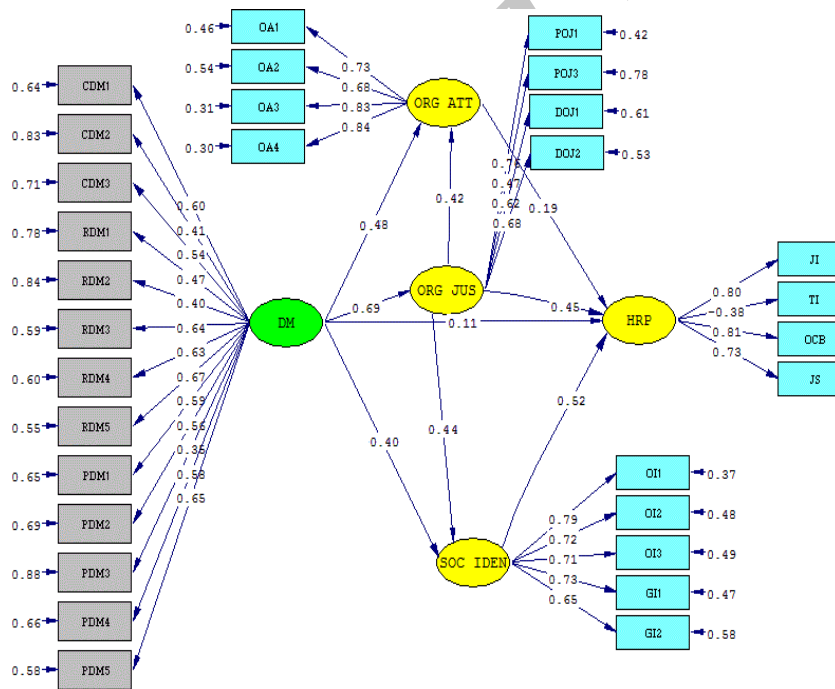 0.46 OA1
0.54 OA2
0.31 OA3
0.30 OA4
0.73
0.68
0.83
0.84
ORG ATT
POJ1 0.42
POJ3 0.78
DOJ1 0.61
DOJ2 0.53
0.76
0.47
0.62
0.68
0.64 CDM1
0.83 CDM2
0.71 CDM3
0.78 RDM1
0.84 RDM2
0.59 RDM3
0.60 RDM4
0.55 RDM5
0.65 PDM1
0.69 PDM2
0.88 PDM3
0.66 PDM4
0.58 PDM5
0.60
0.41
0.54
0.47
0.40
0.64
0.63
0.67
0.59
0.56
0.35
0.58
0.65
DM
0.48
0.69
0.11
0.40
0.42
ORG JUS
0.45
0.44
0.19
HRP
0.52
0.80
-0.38
0.81
0.73
JI
TI
OCB
JS
SOC IDEN
0.79
0.72
0.71
0.73
0.65
OI1 0.37
OI2 0.48
OI3 0.49
GI1 0.47
GI2 0.58